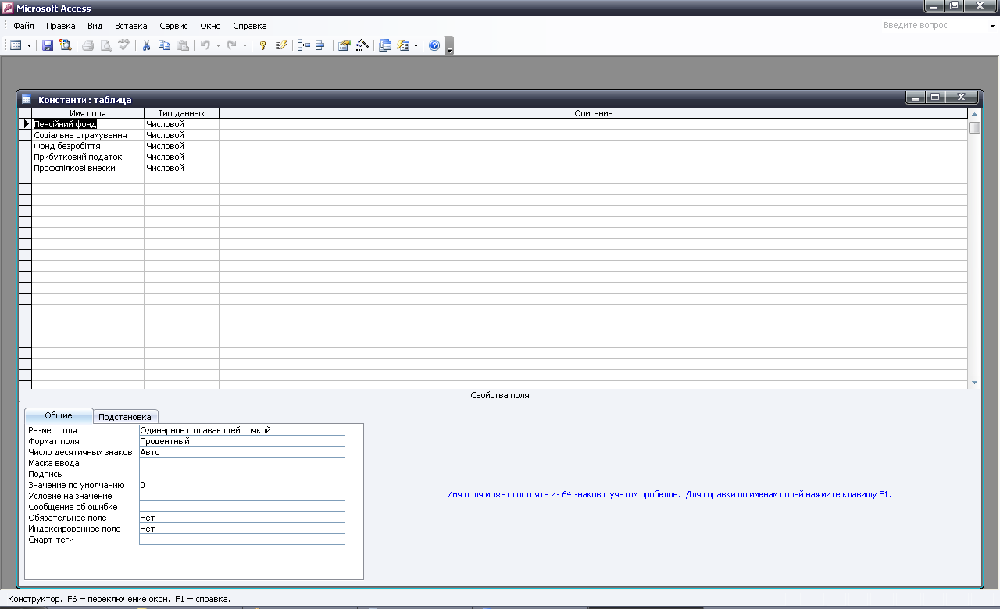 Microsoft Access
Файл Правка Вид Вставка Сервис Окно Справка Введите вопрос
Константи : таблица
Имя поля Тип данных Описание
Пенсійний фонд Числовой
Соціальне страхування Числовой
Фонд безробіття Числовой
Прибутковий податок Числовой
Профспілкові внески Числовой
Свойства поля
Общие Подстановка
Размер поля Одинарное с плавающей точкой
Формат поля Процентный
Число десятичных знаков Авто
Маска ввода
Подпись
Значение по умолчанию 0
Условие на значение
Сообщение об ошибке
Обязательное поле Нет
Индексированное поле Нет
Смарт-теги
Имя поля может состоять из 64 знаков с учетом пробелов. Для справки по именам полей нажмите клавишу F1.
Конструктор. F6 = переключение окон. F1 = справка.